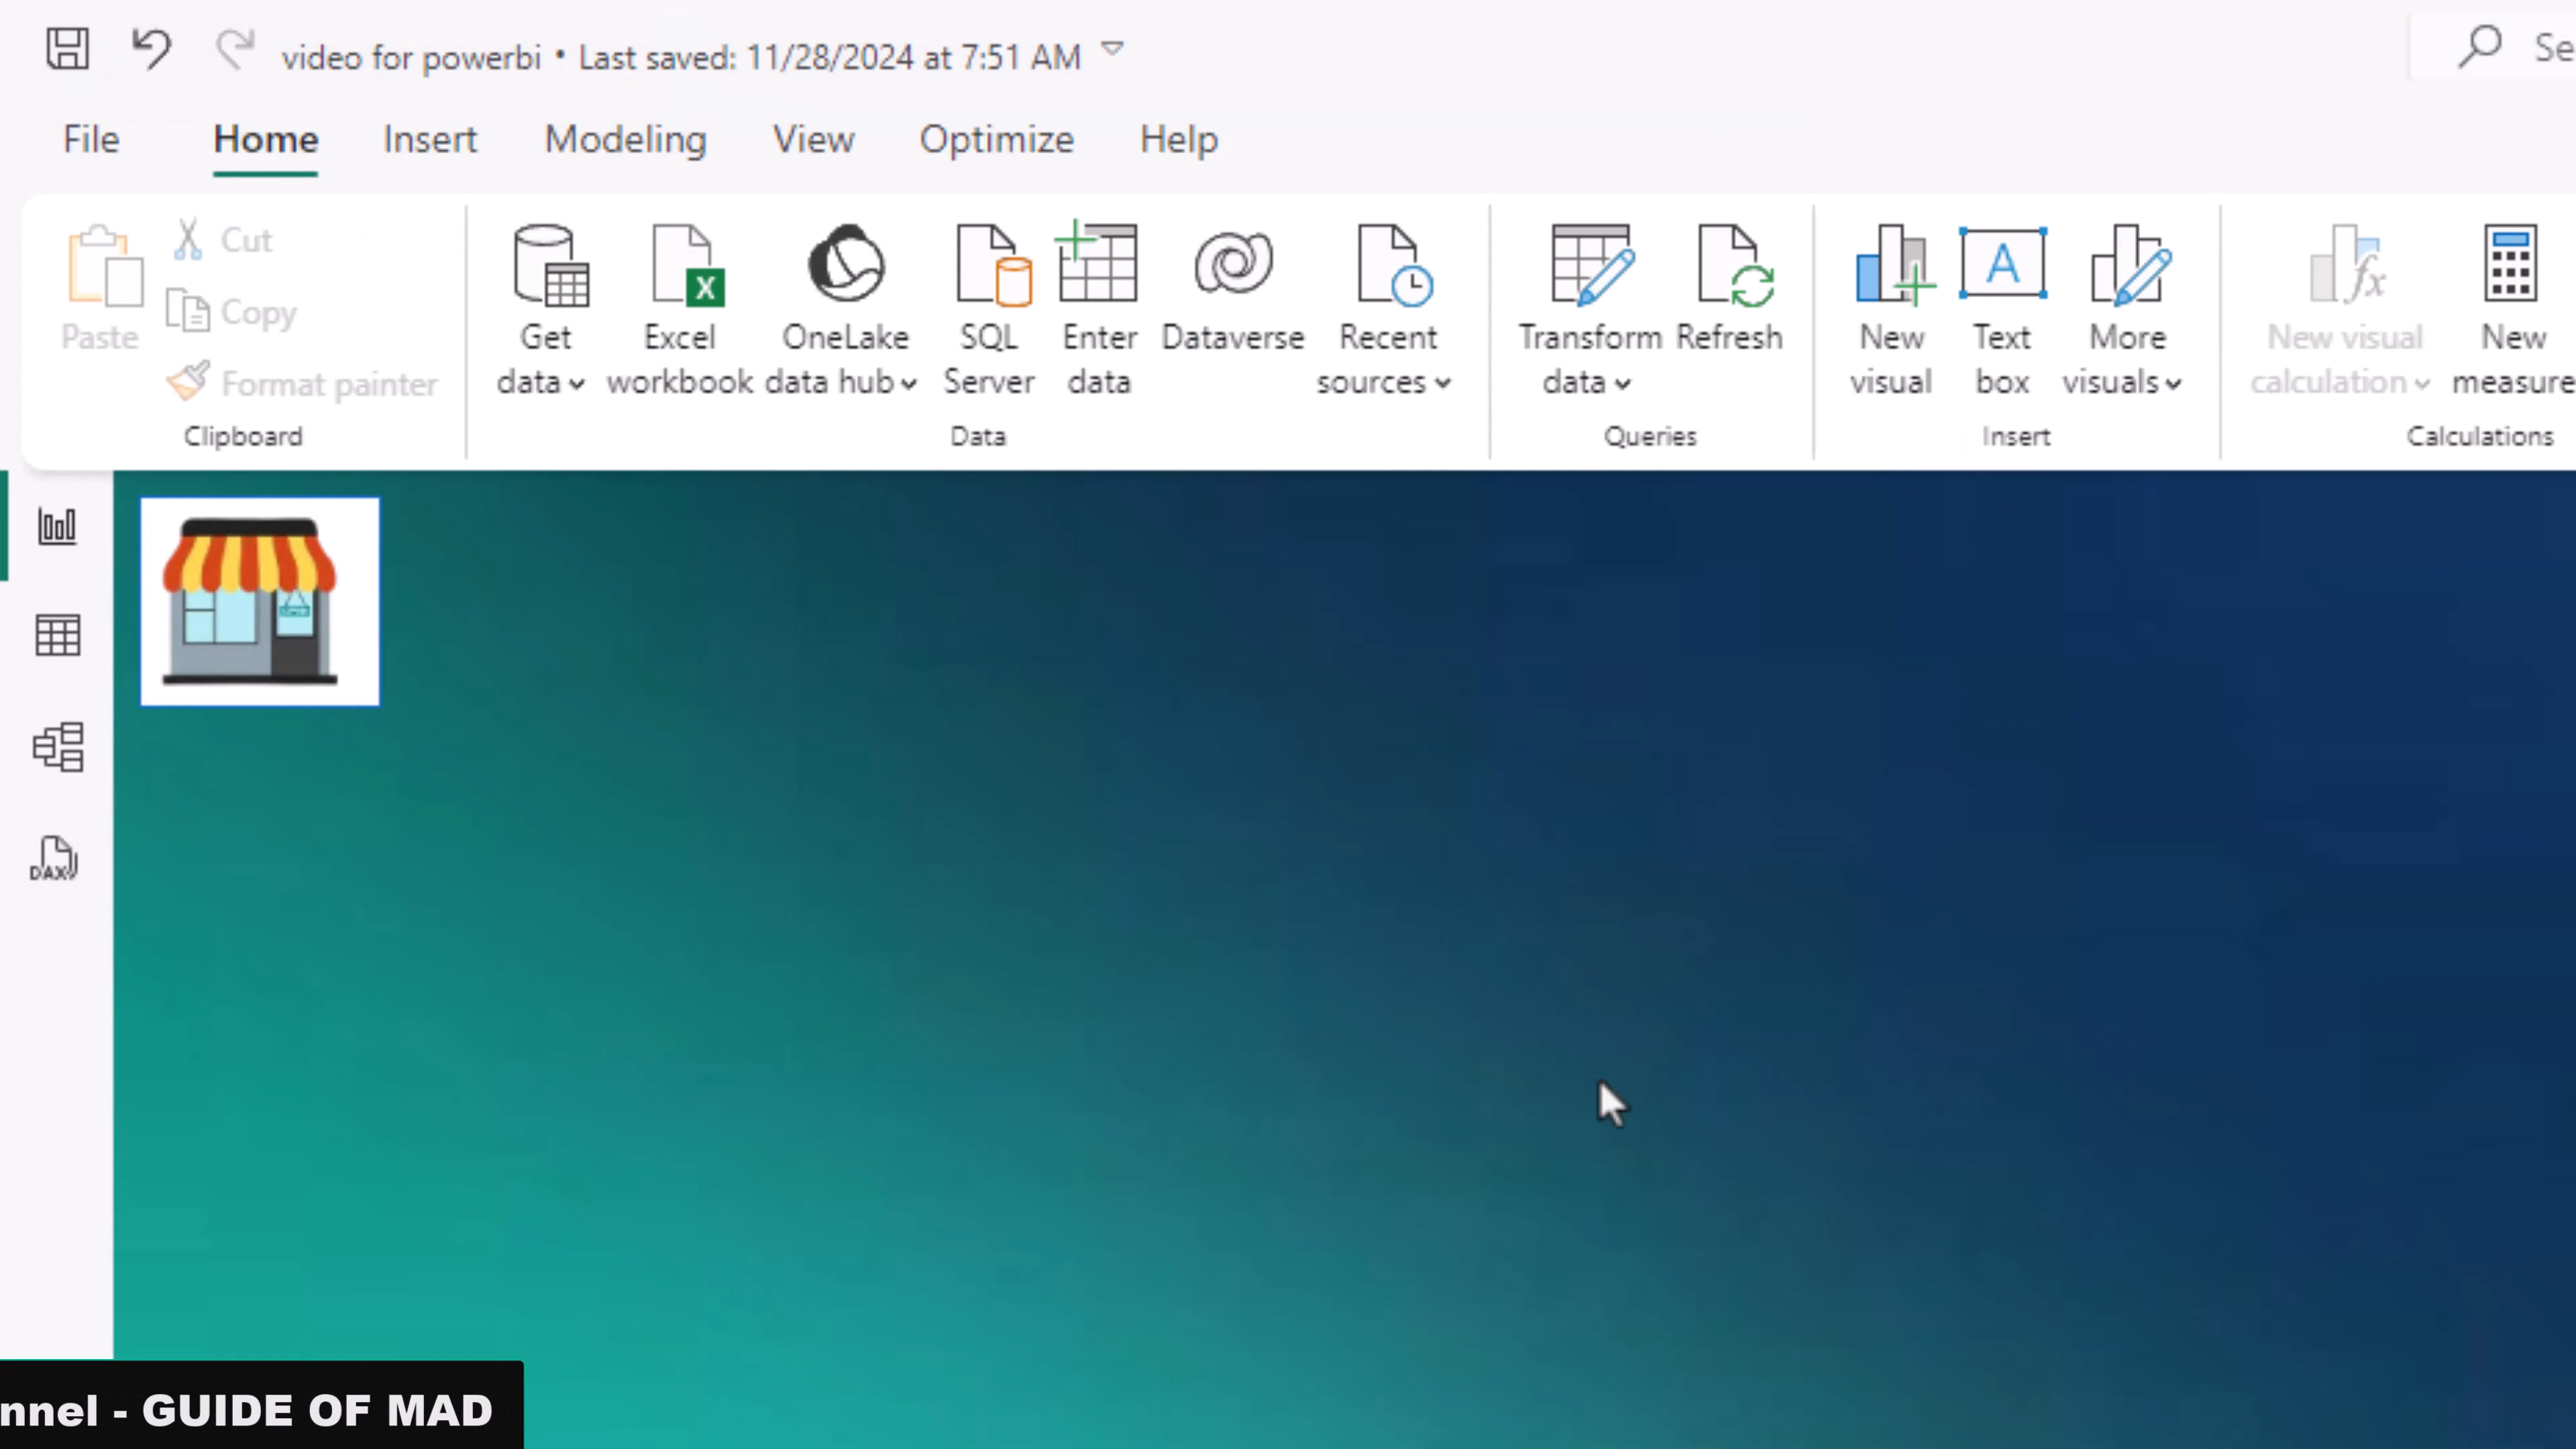 video for powerbi • Last saved: 11/28/2024 at 7:51 AM
File Home Insert Modeling View Optimize Help
Paste
Cut
Copy
Format painter
Clipboard
Get data
Excel workbook
OneLake data hub
SQL Server
Enter data
Dataverse
Recent sources
Data
Transform data
Refresh
Queries
New visual
Text box
More visuals
Insert
New visual calculation
New measure
Calculations
DAX
GUIDE OF MAD